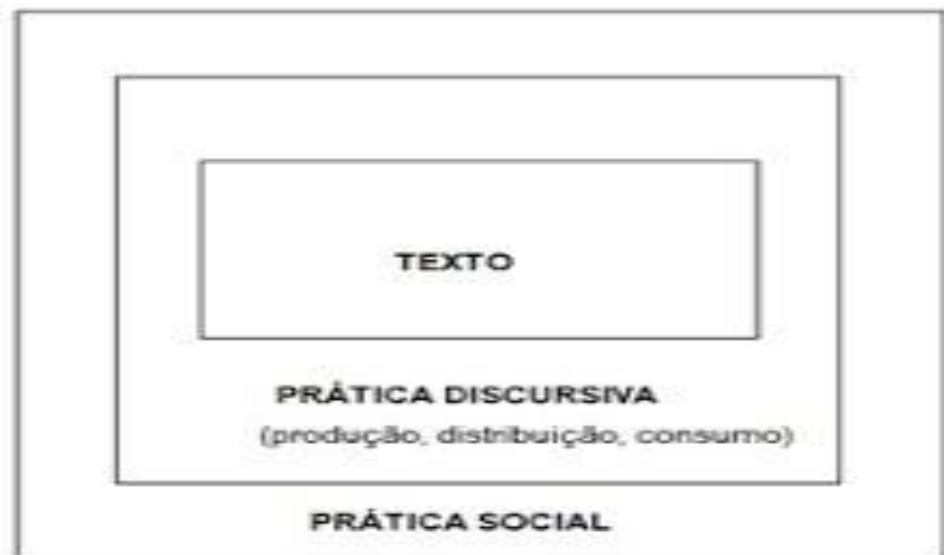 TEXTO
PRÁTICA DISCURSIVA
(produção, distribuição, consumo)
PRÁTICA SOCIAL